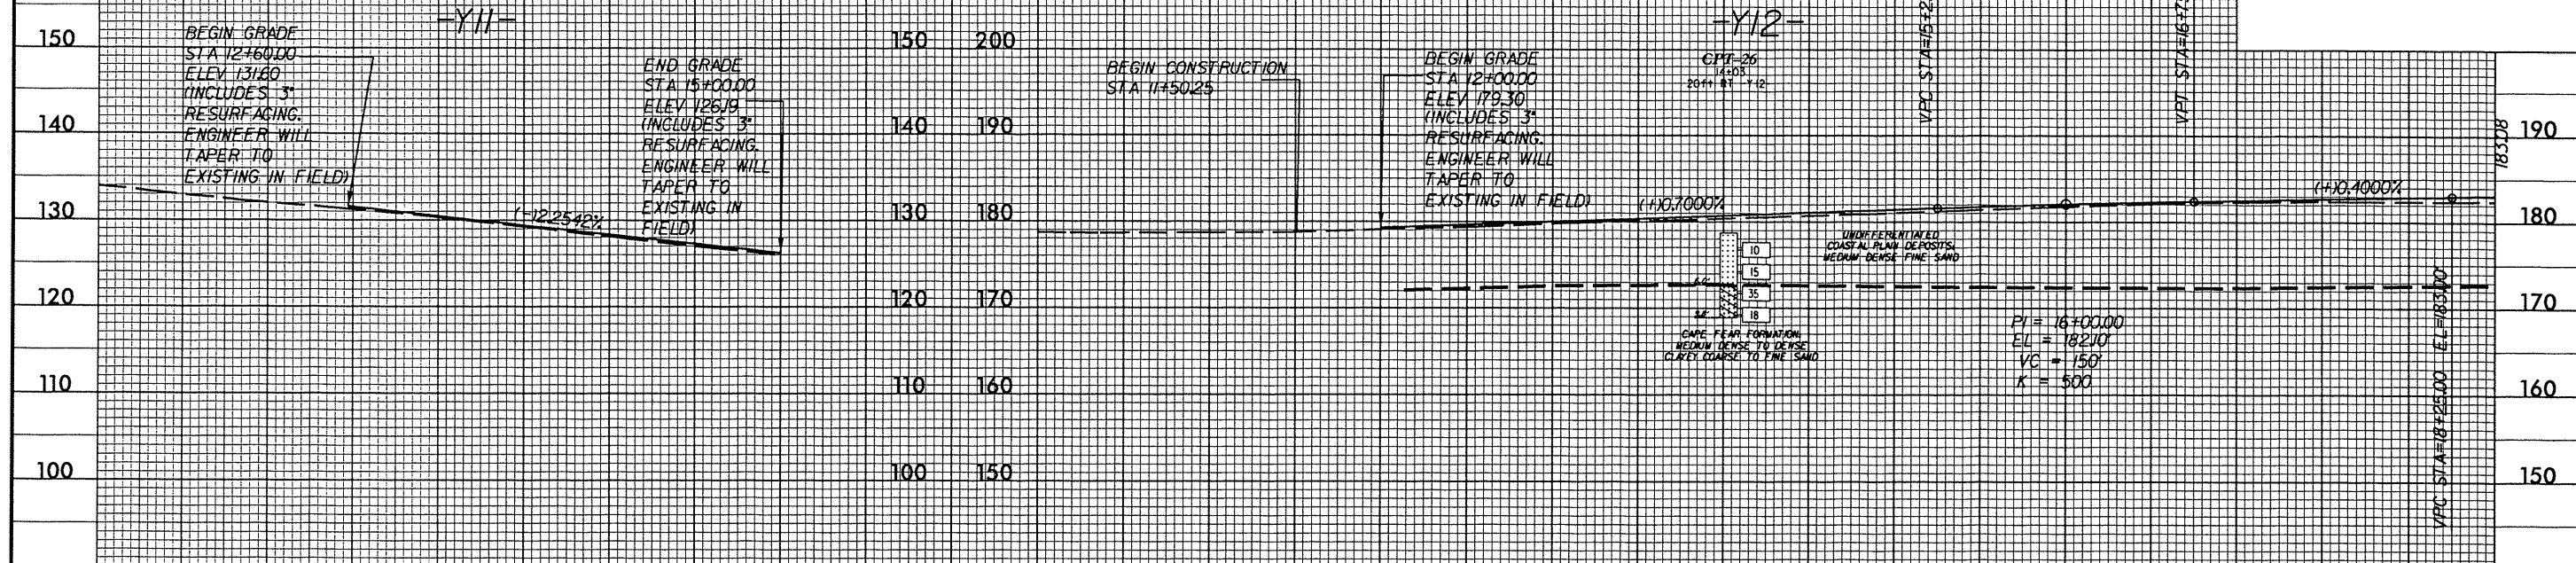 -Y11-
150
140
130
120
110
100
BEGIN GRADE
STA 12+60.00
ELEV 131.60
(INCLUDES 3"
RESURFACING.
ENGINEER WILL
TAPER TO
EXISTING IN FIELD)
(-)2.2542%
END GRADE
STA 15+00.00
ELEV 126.19
(INCLUDES 3"
RESURFACING.
ENGINEER WILL
TAPER TO
EXISTING IN
FIELD)
150 200
140 190
130 180
120 170
110 160
100 150
BEGIN CONSTRUCTION
STA 11+50.25
-Y12-
BEGIN GRADE
STA 12+00.00
ELEV 179.30
(INCLUDES 3"
RESURFACING.
ENGINEER WILL
TAPER TO
EXISTING IN FIELD)
(+)0.7000%
CPT-26
14+03
20ft RT -Y12
10
15
35
18
UNDIFFERENTIATED
COASTAL PLAIN DEPOSITS:
MEDIUM DENSE FINE SAND
CAPE FEAR FORMATION:
MEDIUM DENSE TO DENSE
CLAYEY COARSE TO FINE SAND
VPC STA=15+2
VPT STA=16+7
PI = 16+00.00
EL = 182.10'
VC = 150'
K = 500
(+)0.4000%
VPC STA=18+25.00 EL=183.00'
183.08
190
180
170
160
150